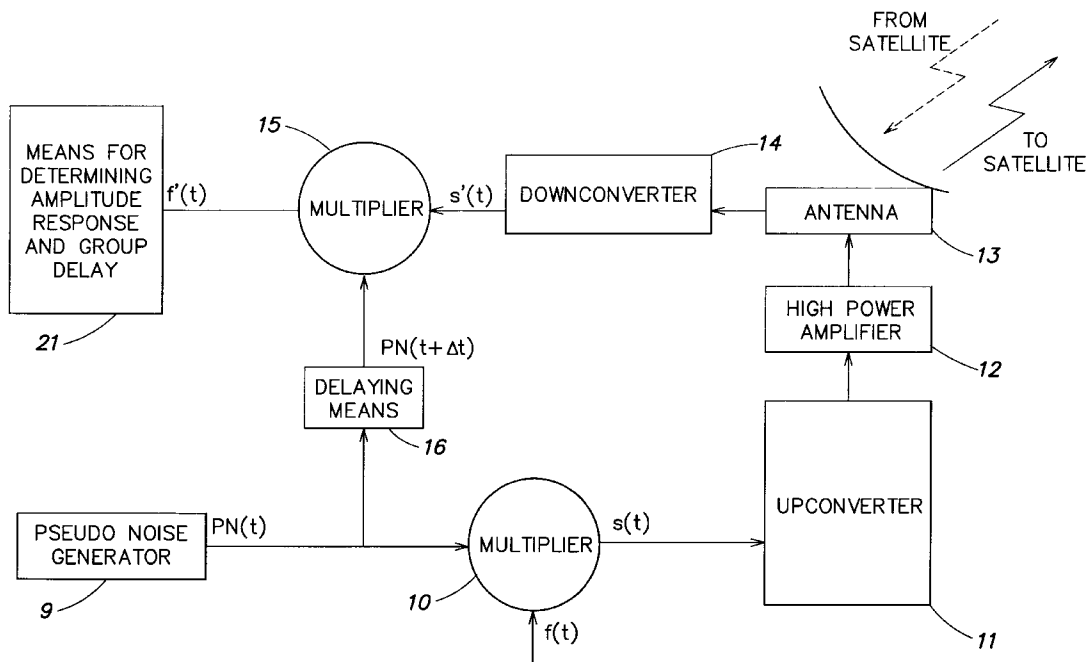 FROM
SATELLITE
TO
SATELLITE
MEANS FOR
DETERMINING
AMPLITUDE
RESPONSE
AND GROUP
DELAY
21
f'(t)
15
MULTIPLIER
s'(t)
14
DOWNCONVERTER
ANTENNA
13
HIGH POWER
AMPLIFIER
12
PN(t+Δt)
DELAYING
MEANS
16
PSEUDO NOISE
GENERATOR
9
PN(t)
MULTIPLIER
10
s(t)
f(t)
UPCONVERTER
11